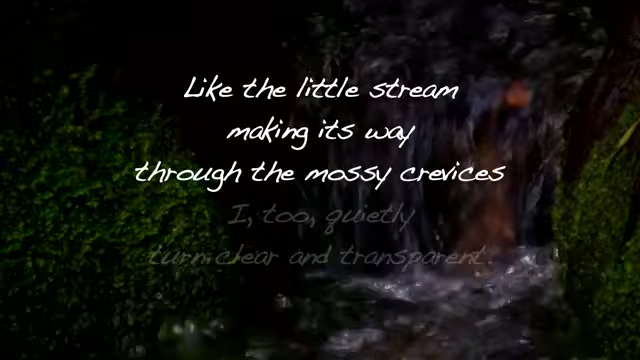 Like the little stream
making its way
through the mossy crevices
I, too, quietly
turn clear and transparent.